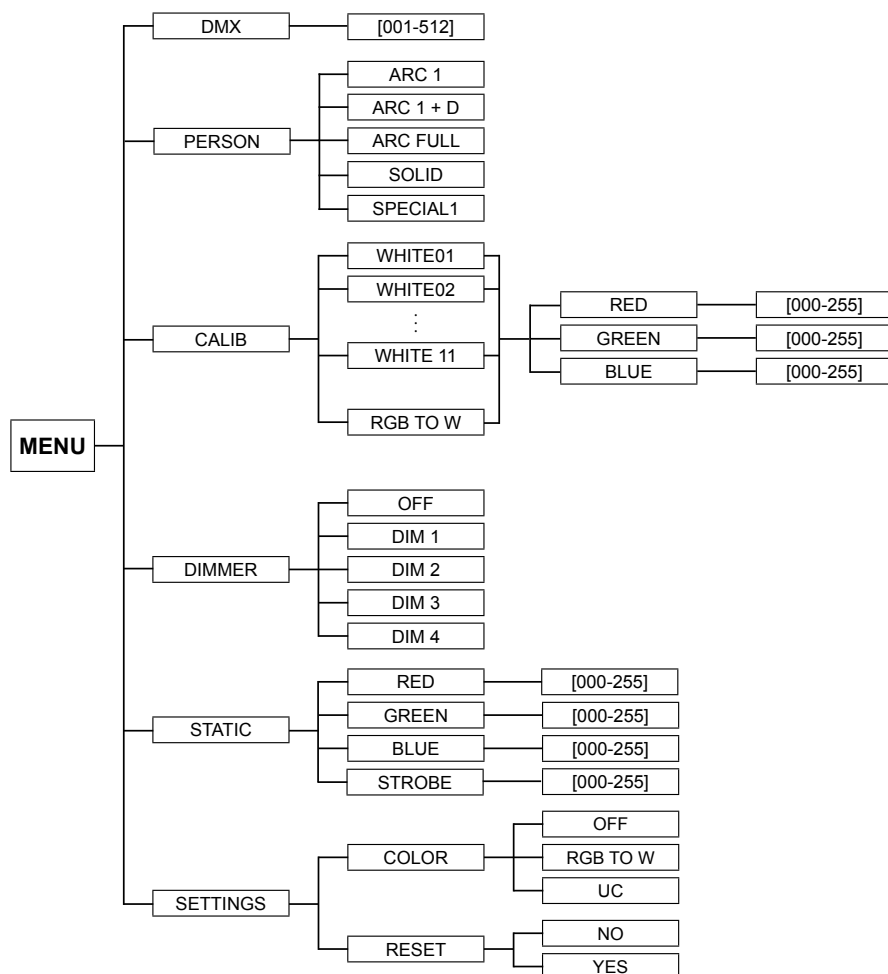 DMX
[001-512]
PERSON
ARC 1
ARC 1 + D
ARC FULL
SOLID
SPECIAL1
CALIB
WHITE01
WHITE02
⋮
WHITE 11
RGB TO W
RED
[000-255]
GREEN
[000-255]
BLUE
[000-255]
MENU
DIMMER
OFF
DIM 1
DIM 2
DIM 3
DIM 4
STATIC
RED
[000-255]
GREEN
[000-255]
BLUE
[000-255]
STROBE
[000-255]
SETTINGS
COLOR
OFF
RGB TO W
UC
RESET
NO
YES